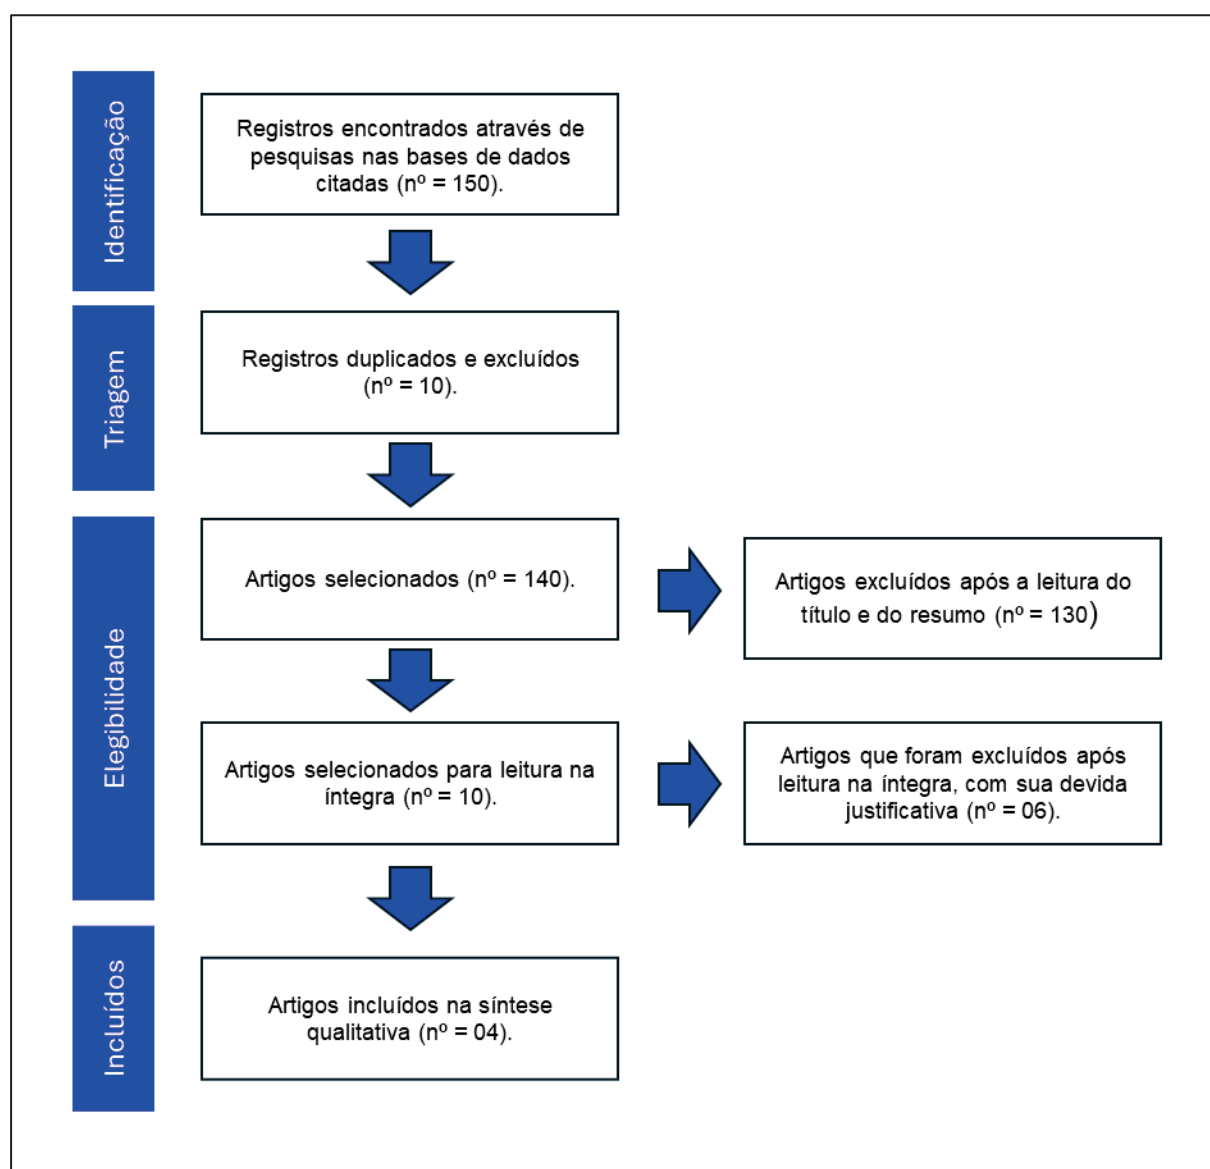 Identificação
Registros encontrados através de
pesquisas nas bases de dados
citadas (nº = 150).
Triagem
Registros duplicados e excluídos
(nº = 10).
Elegibilidade
Artigos selecionados (nº = 140).
Artigos excluídos após a leitura do
título e do resumo (nº = 130)
Artigos selecionados para leitura na
íntegra (nº = 10).
Artigos que foram excluídos após
leitura na íntegra, com sua devida
justificativa (nº = 06).
Incluídos
Artigos incluídos na síntese
qualitativa (nº = 04).